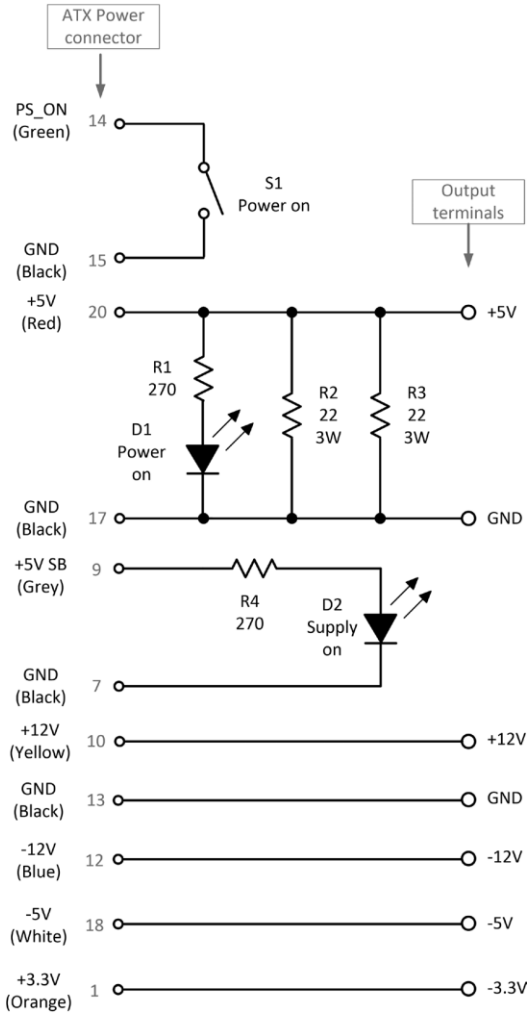 ATX Power
connector
PS_ON
(Green)
14
S1
Power on
Output
terminals
GND
(Black)
15
+5V
(Red)
20
+5V
R1
270
R2
22
3W
R3
22
3W
D1
Power
on
GND
(Black)
17
GND
+5V SB
(Grey)
9
R4
270
D2
Supply
on
GND
(Black)
7
+12V
(Yellow)
10
+12V
GND
(Black)
13
GND
-12V
(Blue)
12
-12V
-5V
(White)
18
-5V
+3.3V
(Orange)
1
-3.3V